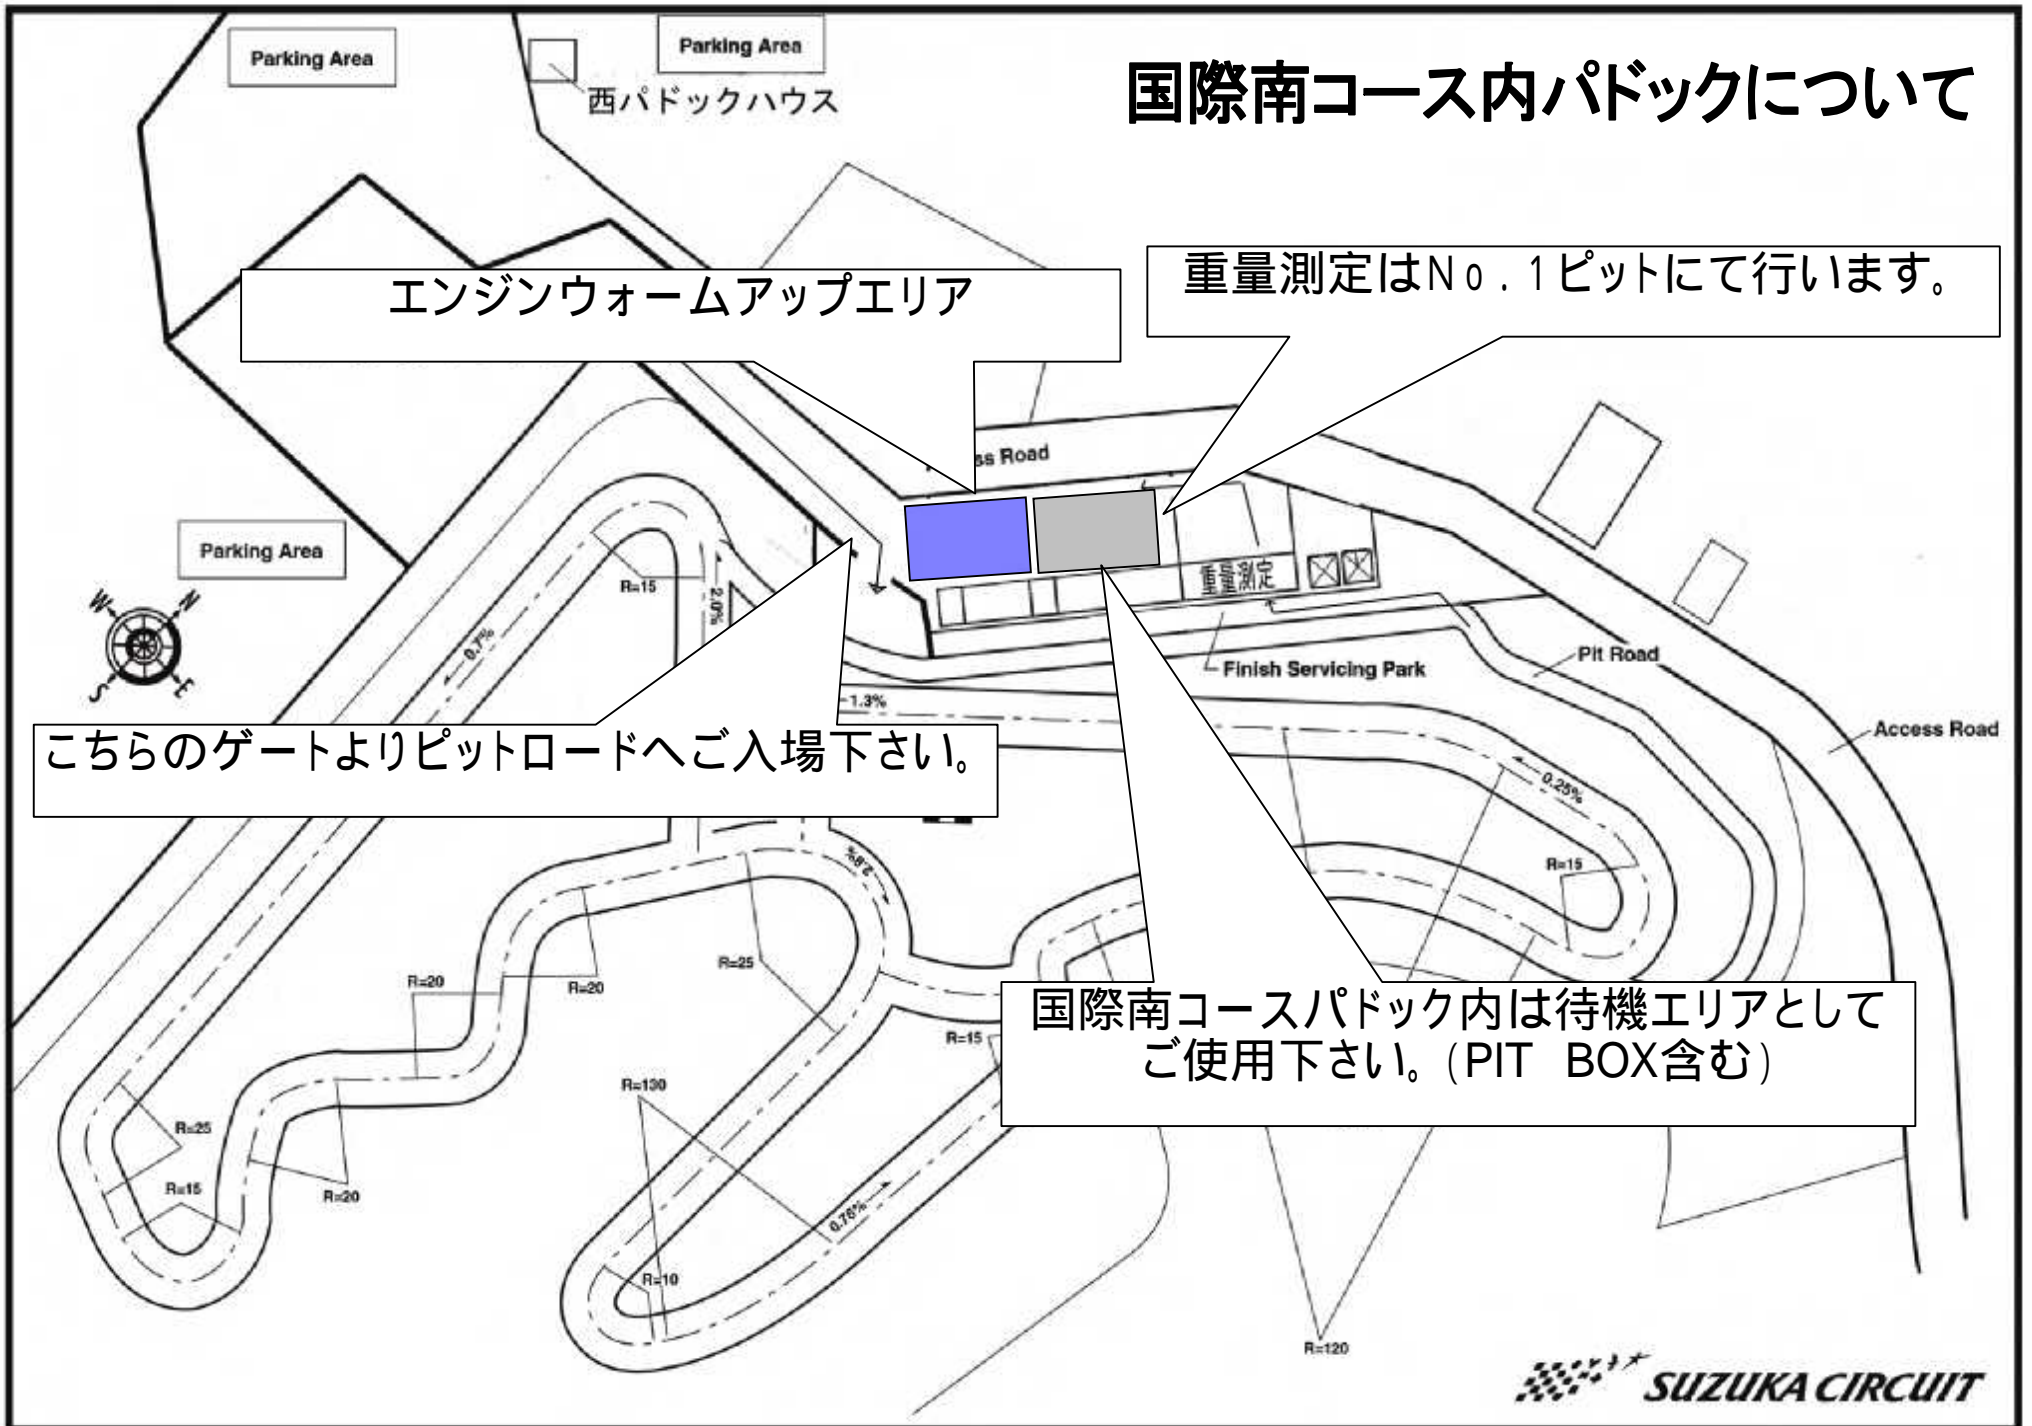 Parking Area
Parking Area
西パドックハウス
国際南コース内パドックについて
エンジンウォームアップエリア
重量測定はNo.1ピットにて行います。
ss Road
Parking Area
W
N
S
E
R=15
2.0%
0.7%
重量測定
Finish Servicing Park
Pit Road
Access Road
1.3%
こちらのゲートよりピットロードへご入場下さい。
0.25%
R=15
2.8%
R=25
R=20
R=20
国際南コースパドック内は待機エリアとして
ご使用下さい。(PIT BOX含む)
R=15
R=130
R=25
R=15
R=20
0.76%
R=10
R=120
SUZUKA CIRCUIT